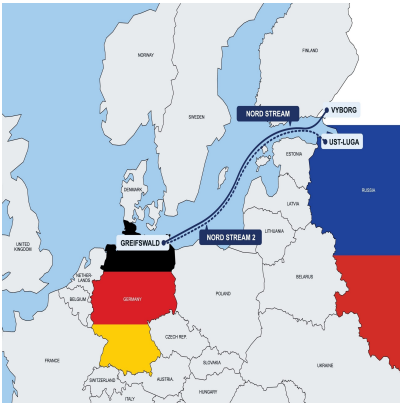 NORWAY
FINLAND
SWEDEN
NORD STREAM
VYBORG
UST-LUGA
ESTONIA
RUSSIA
DENMARK
LATVIA
LITHUANIA
UNITED
KINGDOM
GREIFSWALD
NORD STREAM 2
NETHER-
LANDS
BELGIUM
GERMANY
POLAND
BELARUS
CZECH REP.
FRANCE
SLOVAKIA
UKRAINE
SWITZERLAND
AUSTRIA
HUNGARY
ITALY